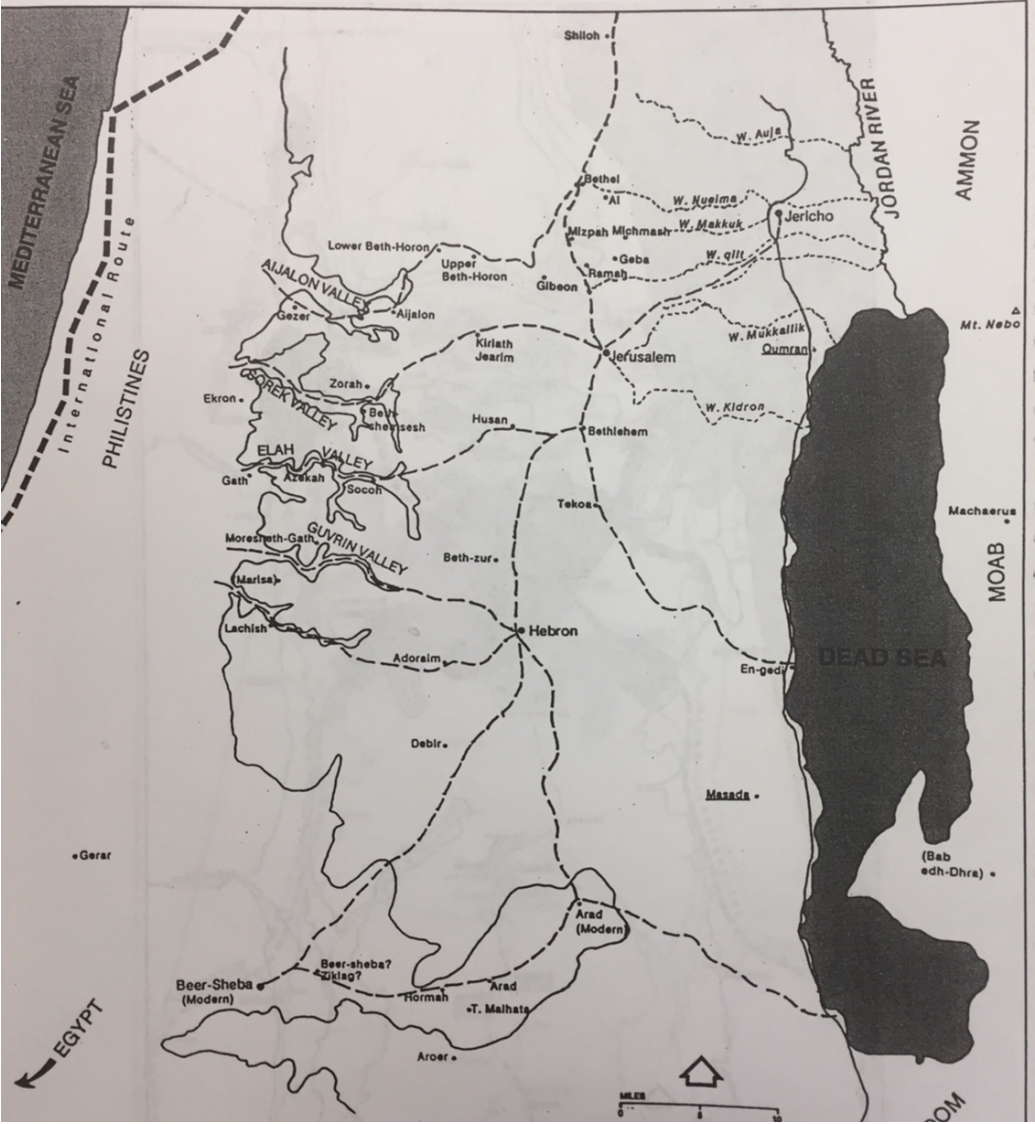 Shiloh
MEDITERRANEAN SEA
International Route
PHILISTINES
JORDAN RIVER
AMMON
W. Auja
Bethel
Ai
W. Nueima
Jericho
Mizpah
Michmash
W. Makkuk
Lower Beth-Horon
Upper
Beth-Horon
Geba
W. qilt
Ramah
Gibeon
AIJALON VALLEY
Gezer
Aijalon
Mt. Nebo
Kiriath
Jearim
Jerusalem
W. Mukkallik
Qumran
Zorah
SOREK VALLEY
Ekron
Beth-
shemesh
Husan
Bethlehem
W. Kidron
ELAH VALLEY
Gath
Azekah
Socoh
Tekoa
Machaerus
MOAB
Moresheth-Gath
GUVRIN VALLEY
Beth-zur
(Marisa)
Lachish
Hebron
Adoraim
En-gedi
DEAD SEA
Debir
Masada
Gerar
(Bab
edh-Dhra)
Arad
(Modern)
Beer-sheba?
Ziklag?
Beer-Sheba
(Modern)
Hormah
Arad
T. Malhata
Aroer
EGYPT
MILES
0 5 10
DOM